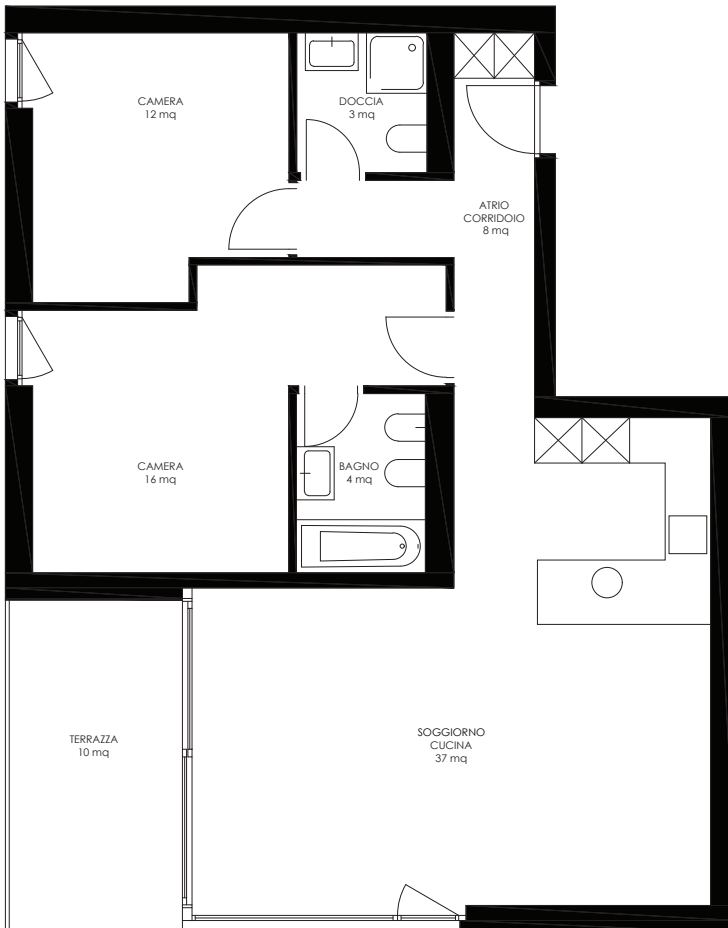 CAMERA
12 mq
DOCCIA
3 mq
ATRIO
CORRIDOIO
8 mq
CAMERA
16 mq
BAGNO
4 mq
TERRAZZA
10 mq
SOGGIORNO
CUCINA
37 mq